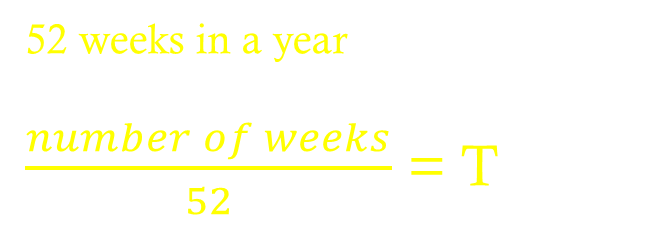 52 weeks in a year
number of weeks
52
= T